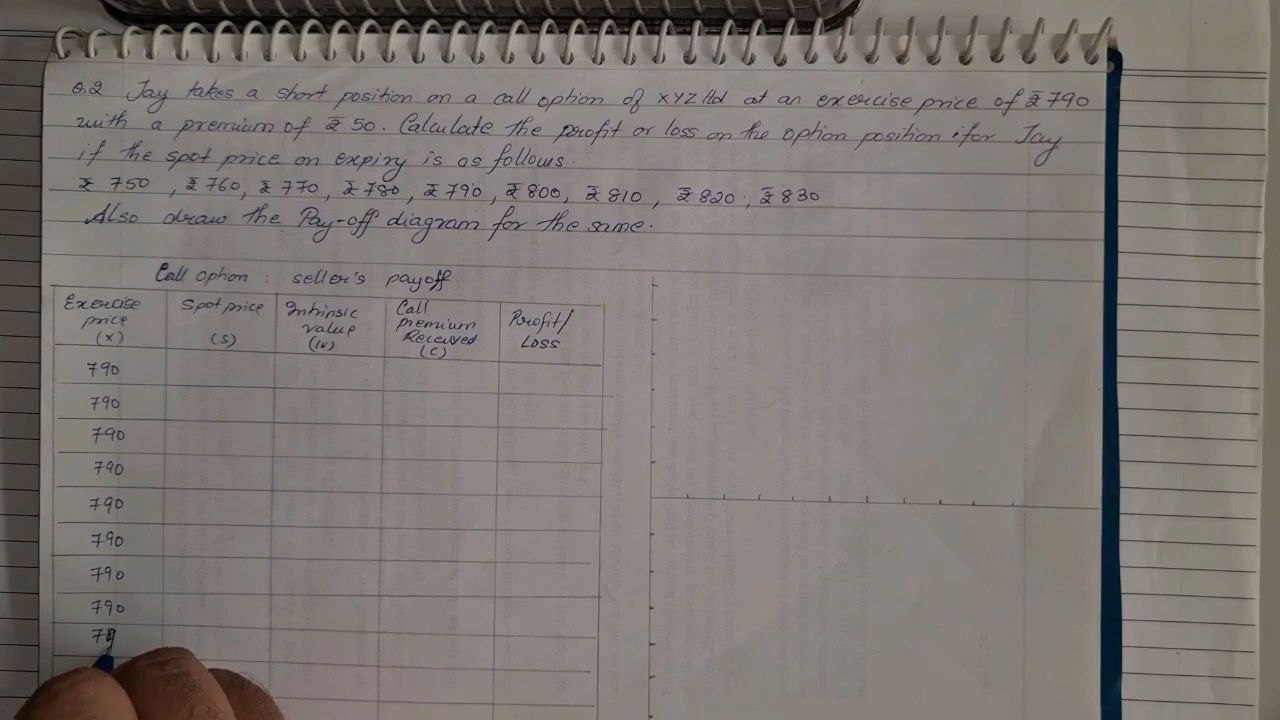 Q.2 Jay takes a short position on a call option of XYZ ltd at an exercise price of ₹790
with a premium of ₹50. Calculate the profit or loss on the option position for Jay
if the spot price on expiry is as follows.
₹750, ₹760, ₹770, ₹780, ₹790, ₹800, ₹810, ₹820, ₹830
Also draw the Pay-off diagram for the same.
Call option : seller's payoff
Exercise price (X) Spot price (S) Intrinsic value (IV) Call premium Received (C) Profit/ Loss
790
790
790
790
790
790
790
790
79